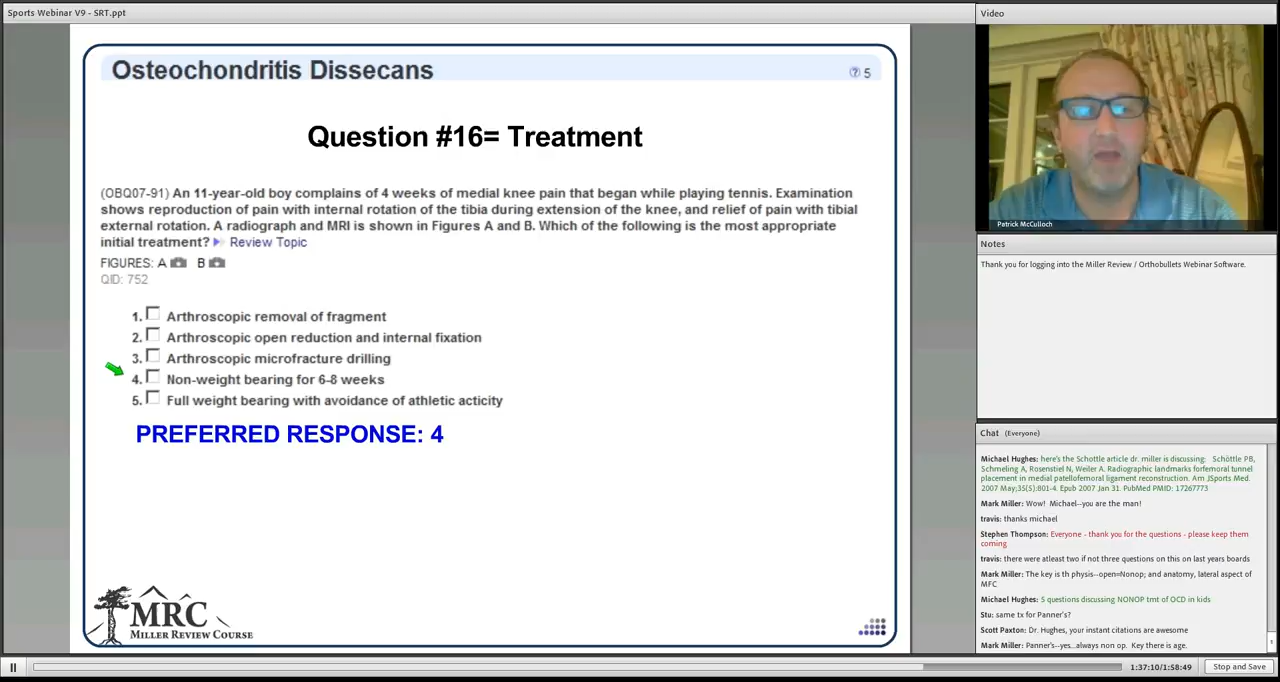 Sports Webinar V9 - SRT.ppt
Osteochondritis Dissecans
5
Question #16= Treatment
(OBQ07-91) An 11-year-old boy complains of 4 weeks of medial knee pain that began while playing tennis. Examination
shows reproduction of pain with internal rotation of the tibia during extension of the knee, and relief of pain with tibial
external rotation. A radiograph and MRI is shown in Figures A and B. Which of the following is the most appropriate
initial treatment? Review Topic
FIGURES: A B
QID: 752
1. Arthroscopic removal of fragment
2. Arthroscopic open reduction and internal fixation
3. Arthroscopic microfracture drilling
4. Non-weight bearing for 6-8 weeks
5. Full weight bearing with avoidance of athletic acticity
PREFERRED RESPONSE: 4
MRC
MILLER REVIEW COURSE
Video
Patrick McCulloch
Notes
Thank you for logging into the Miller Review / Orthobullets Webinar Software.
Chat (Everyone)
Michael Hughes: here's the Schottle article dr. miller is discussing: Schöttle PB,
Schmeling A, Rosenstiel N, Weiler A. Radiographic landmarks forfemoral tunnel
placement in medial patellofemoral ligament reconstruction. Am JSports Med.
2007 May;35(5):801-4. Epub 2007 Jan 31. PubMed PMID: 17267773
Mark Miller: Wow! Michael--you are the man!
travis: thanks michael
Stephen Thompson: Everyone - thank you for the questions - please keep them
coming
travis: there were atleast two if not three questions on this on last years boards
Mark Miller: The key is th physis--open=Nonop; and anatomy, lateral aspect of
MFC
Michael Hughes: 5 questions discussing NONOP tmt of OCD in kids
Stu: same tx for Panner's?
Scott Paxton: Dr. Hughes, your instant citations are awesome
Mark Miller: Panner's--yes...always non op. Key there is age.
1:37:10/1:58:49
Stop and Save